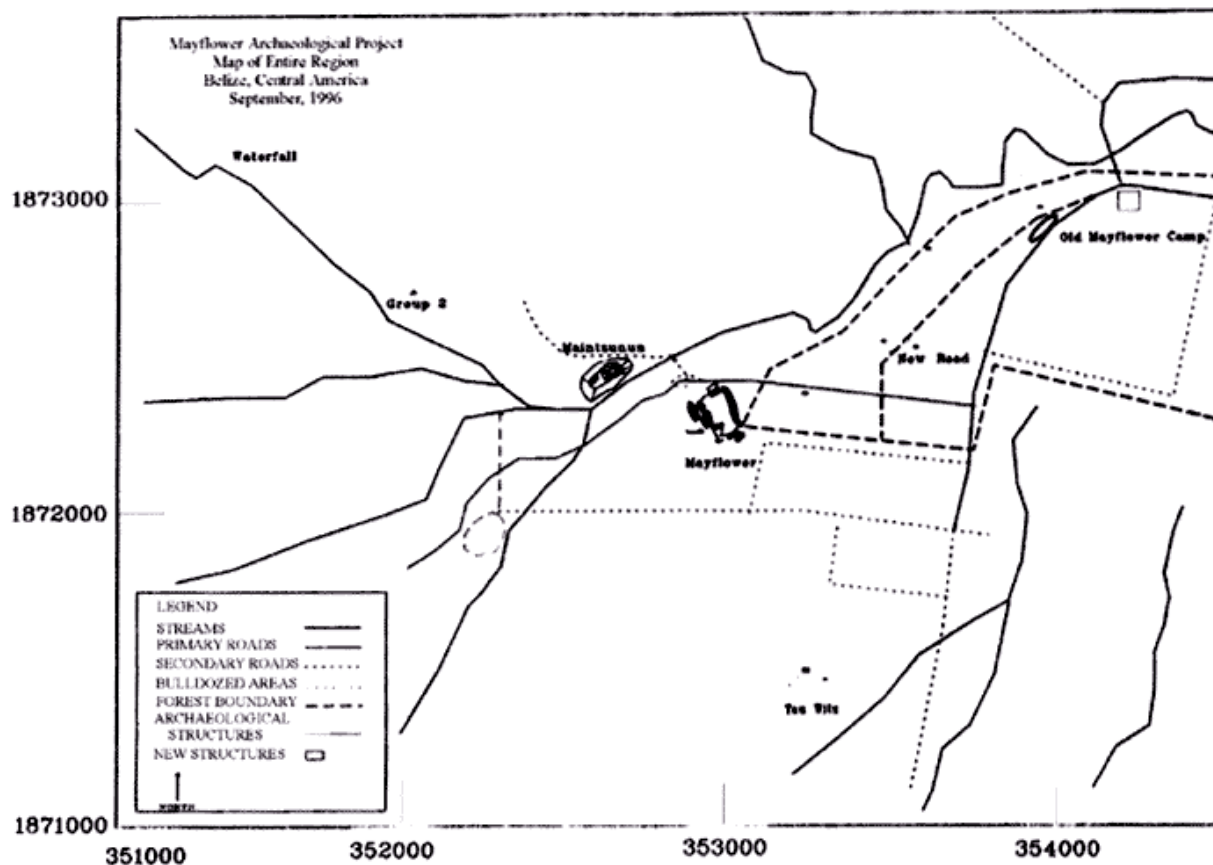 Mayflower Archaeological Project
Map of Entire Region
Belize, Central America
September, 1996
Waterfall
1873000
Old Mayflower Camp
Group 2
Maintzunun
New Road
Mayflower
1872000
Tau Witz
LEGEND
STREAMS
PRIMARY ROADS
SECONDARY ROADS
BULLDOZED AREAS
FOREST BOUNDARY
ARCHAEOLOGICAL
STRUCTURES
NEW STRUCTURES
NORTH
1871000
351000
352000
353000
354000